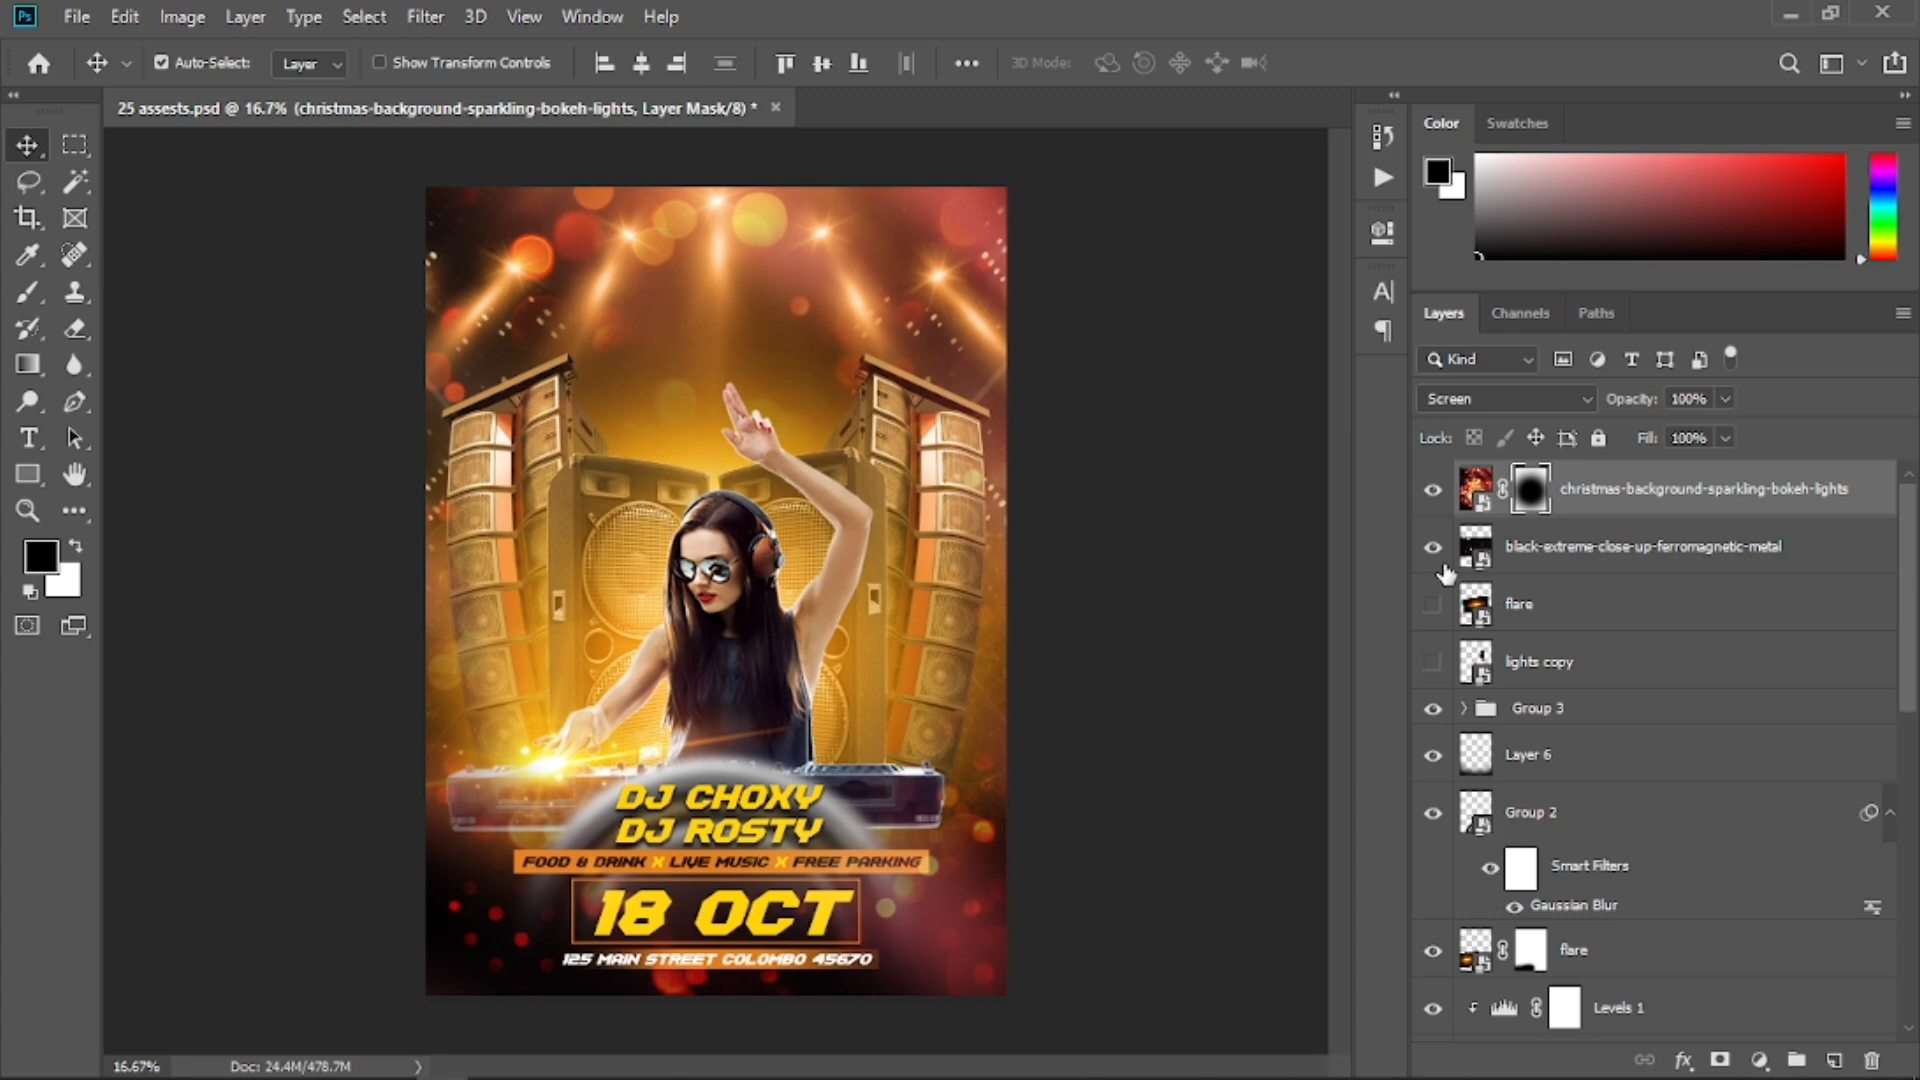 Ps File Edit Image Layer Type Select Filter 3D View Window Help
Auto-Select: Layer Show Transform Controls 3D Mode:
25 assests.psd @ 16.7% (christmas-background-sparkling-bokeh-lights, Layer Mask/8) *
Color Swatches
Layers Channels Paths
Kind
Screen Opacity: 100%
Lock: Fill: 100%
christmas-background-sparkling-bokeh-lights
black-extreme-close-up-ferromagnetic-metal
flare
lights copy
Group 3
Layer 6
Group 2
Smart Filters
Gaussian Blur
flare
Levels 1
DJ CHOXY
DJ ROSTY
FOOD & DRINK X LIVE MUSIC X FREE PARKING
18 OCT
125 MAIN STREET COLOMBO 45670
16.67% Doc: 24.4M/478.7M